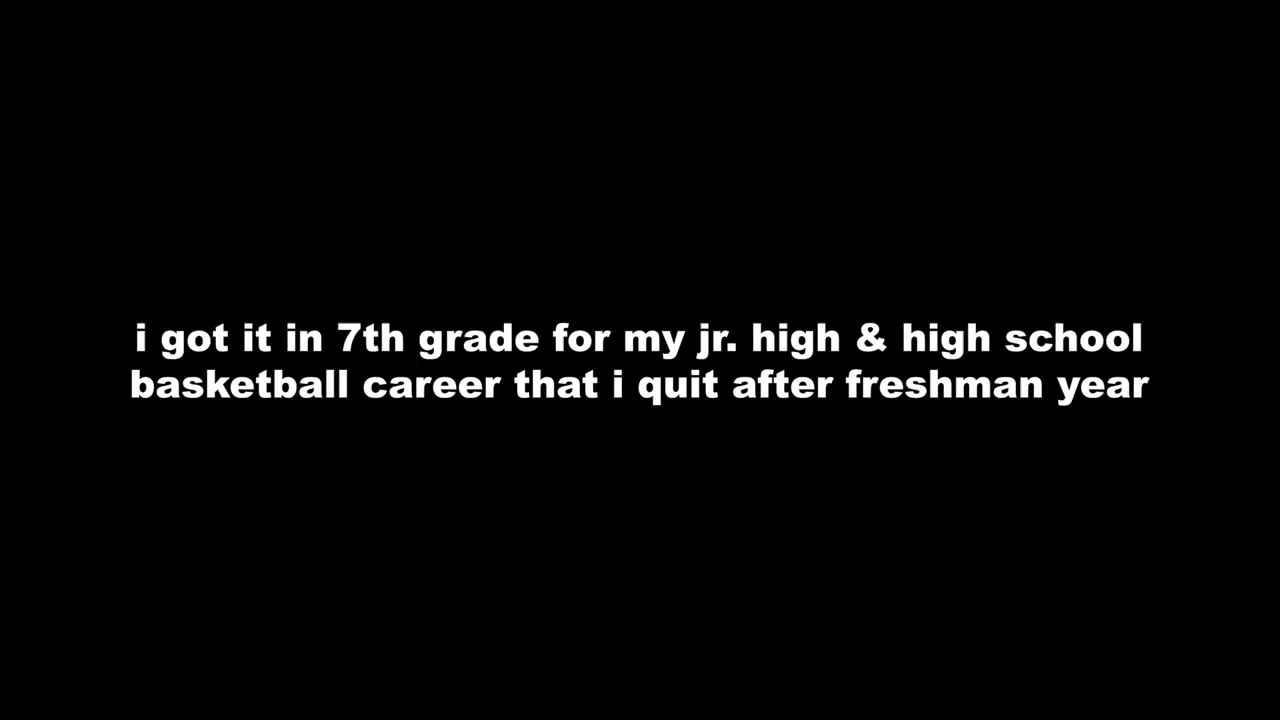 i got it in 7th grade for my jr. high & high school
basketball career that i quit after freshman year